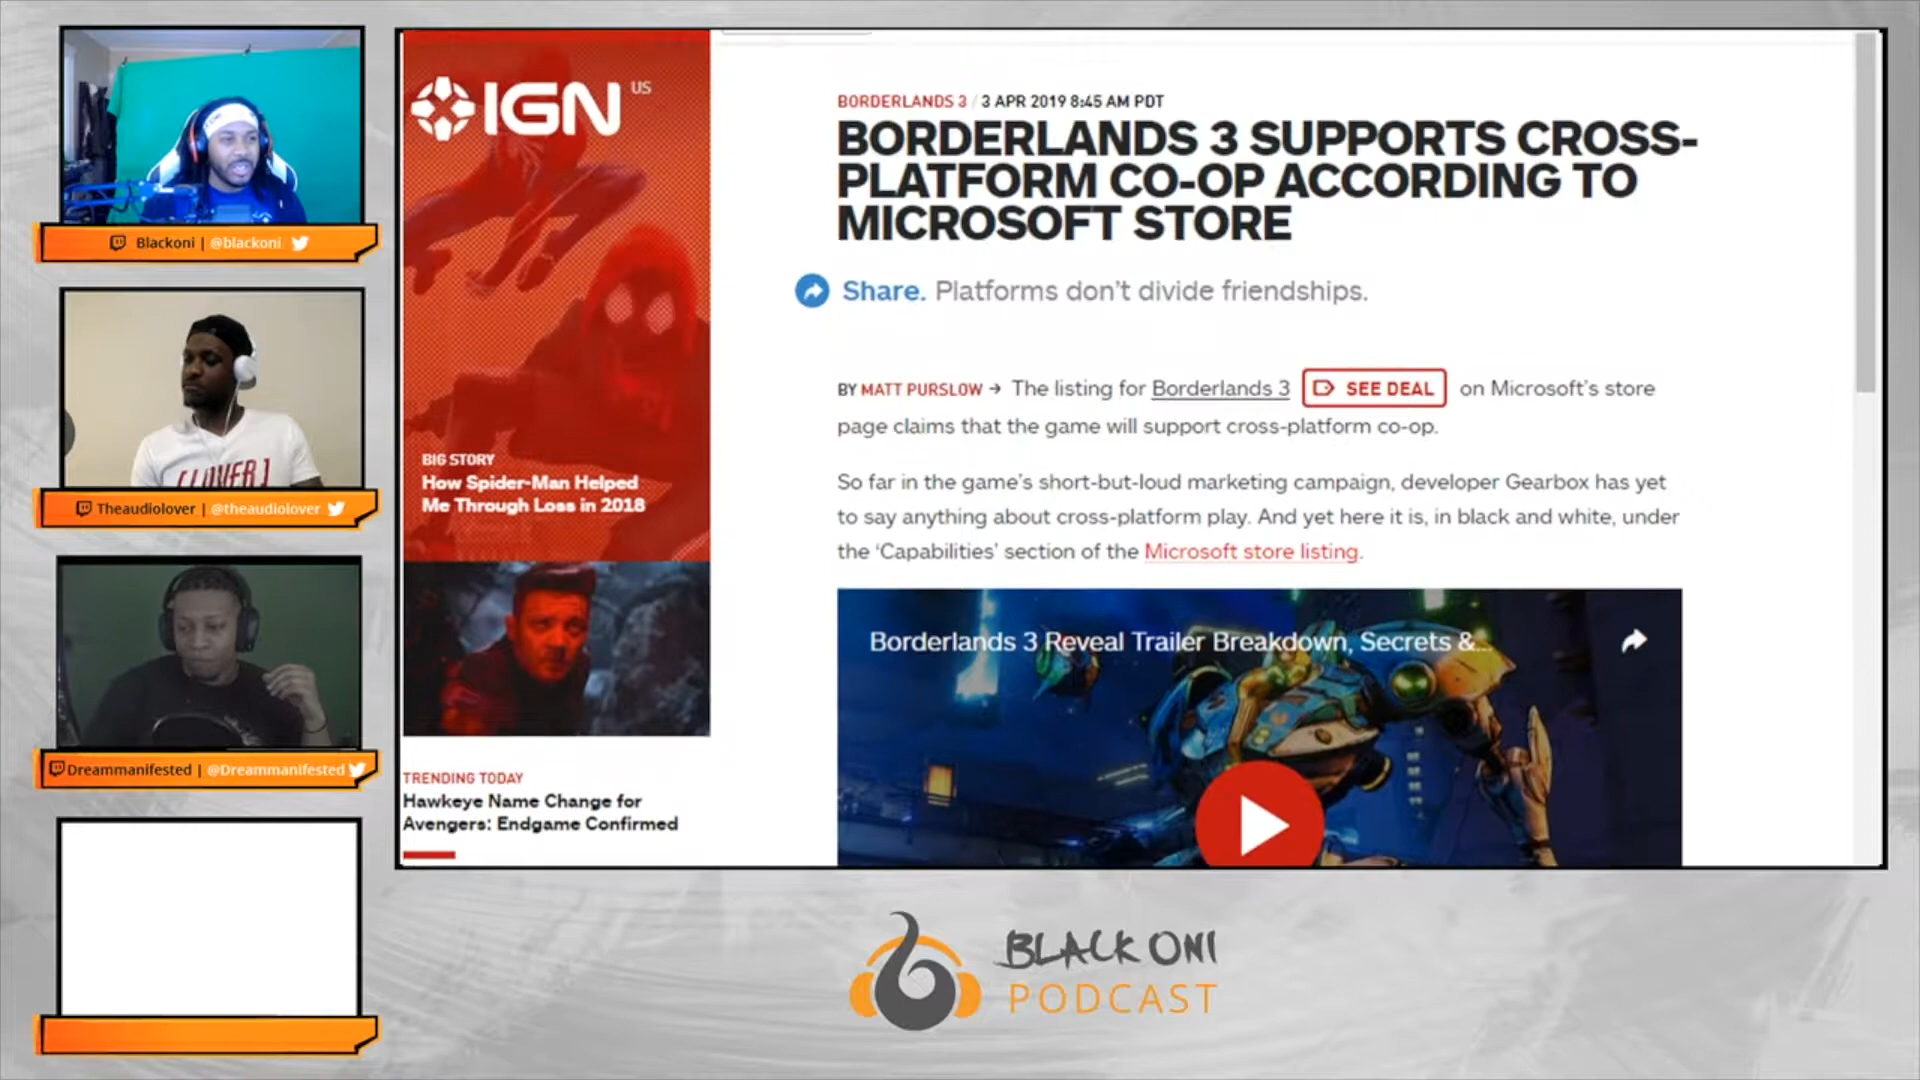 Blackoni | @blackoni
[LOVER]
Theaudiolover | @theaudiolover
Dreammanifested | @Dreammanifested
IGN US
BIG STORY
How Spider-Man Helped
Me Through Loss in 2018
TRENDING TODAY
Hawkeye Name Change for
Avengers: Endgame Confirmed
BORDERLANDS 3 / 3 APR 2019 8:45 AM PDT
BORDERLANDS 3 SUPPORTS CROSS-
PLATFORM CO-OP ACCORDING TO
MICROSOFT STORE
Share. Platforms don't divide friendships.
BY MATT PURSLOW → The listing for Borderlands 3 SEE DEAL on Microsoft's store
page claims that the game will support cross-platform co-op.
So far in the game's short-but-loud marketing campaign, developer Gearbox has yet
to say anything about cross-platform play. And yet here it is, in black and white, under
the 'Capabilities' section of the Microsoft store listing.
Borderlands 3 Reveal Trailer Breakdown, Secrets &...
BLACK ONI
PODCAST